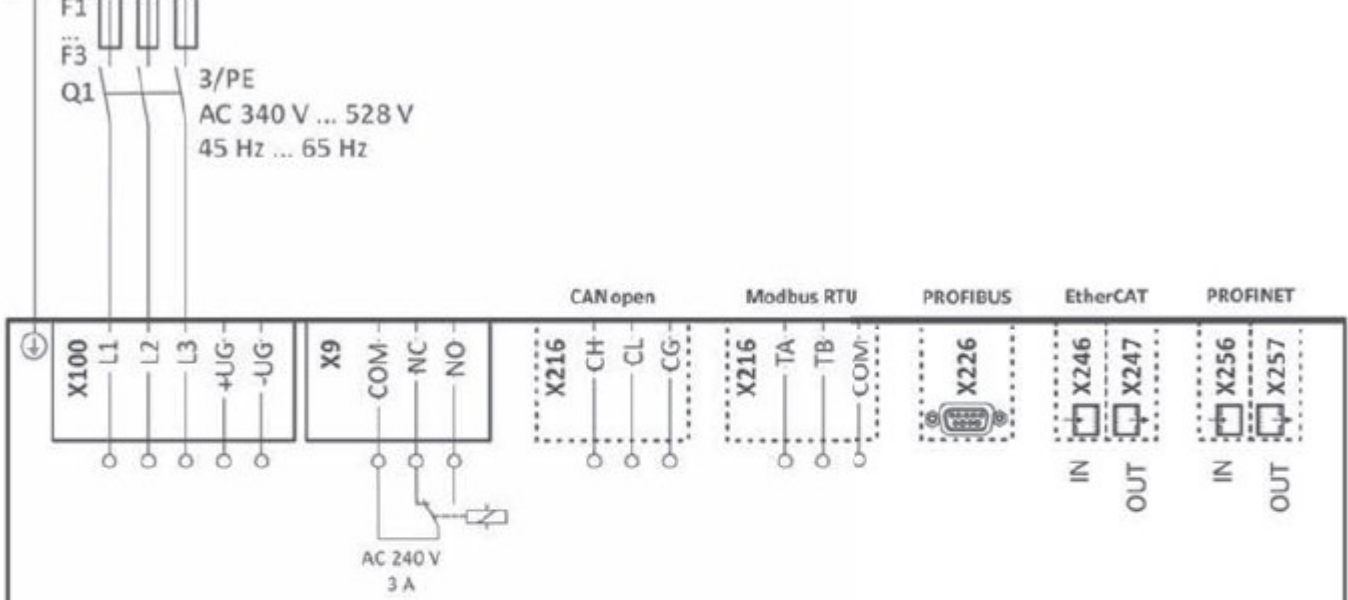 F1
...
F3
Q1
3/PE
AC 340 V ... 528 V
45 Hz ... 65 Hz
CANopen
Modbus RTU
PROFIBUS
EtherCAT
PROFINET
X100
L1
L2
L3
+UG
-UG
X9
COM
NC
NO
X216
CH
CL
CG
X216
TA
TB
COM
X226
X246
X247
X256
X257
IN
OUT
IN
OUT
AC 240 V
3 A